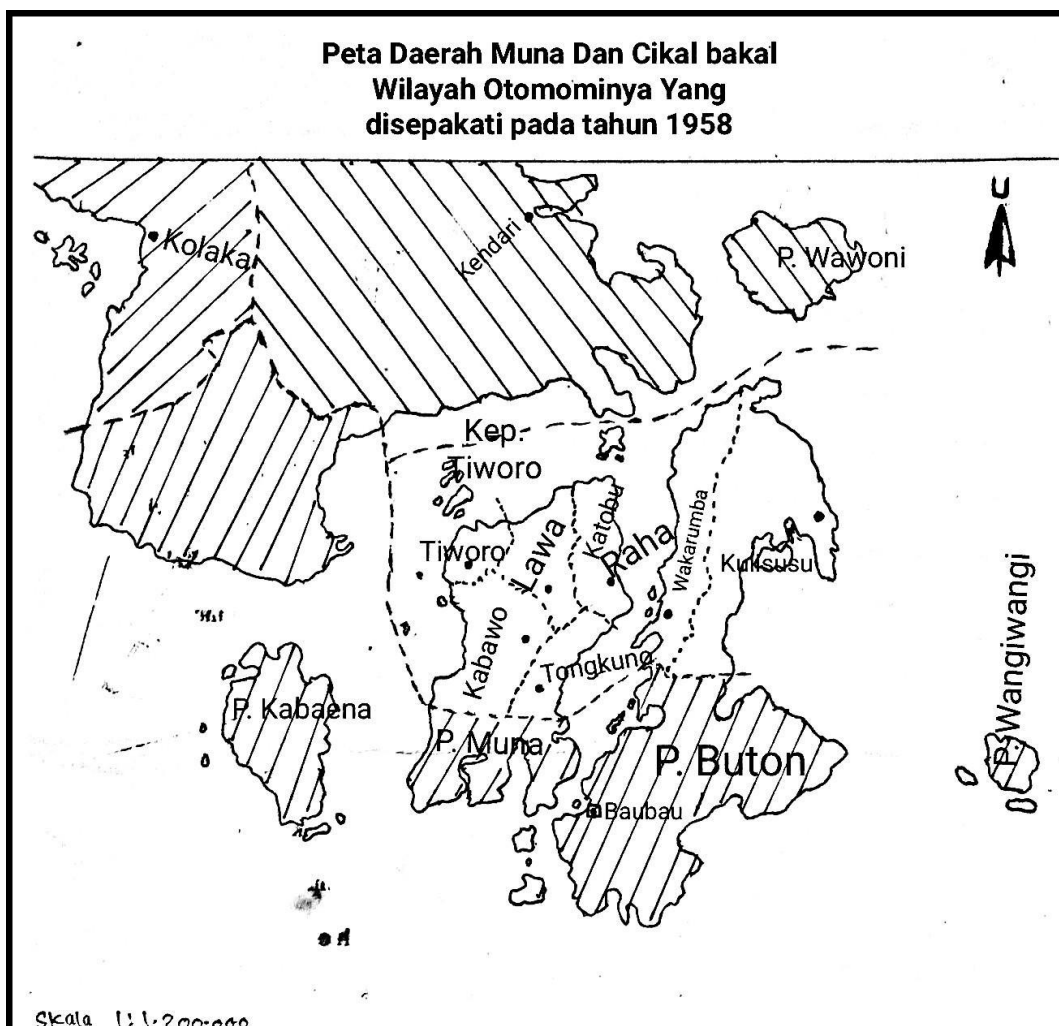 Peta Daerah Muna Dan Cikal bakal
Wilayah Otomominya Yang
disepakati pada tahun 1958
U
Kolaka
Kendari
P. Wawoni
Kep.
Tiworo
Tiworo
Lawa
Katobu
Raha
Wakarumba
Kulisusu
Kabawo
Tongkuno
P. Kabaena
P. Muna
P. Buton
Baubau
P. Wangiwangi
Skala